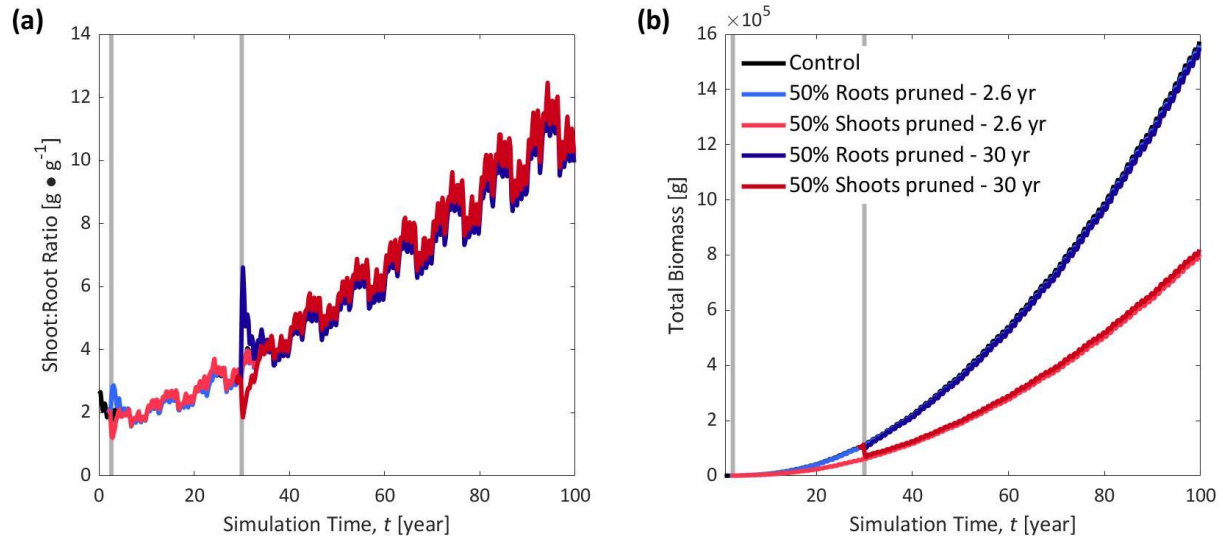 (a)
14
12
10
8
6
4
2
0
Shoot:Root Ratio [g • g⁻¹]
0 20 40 60 80 100
Simulation Time, t [year]
(b)
×10⁵
16
14
12
10
8
6
4
2
0
Total Biomass [g]
Control
50% Roots pruned - 2.6 yr
50% Shoots pruned - 2.6 yr
50% Roots pruned - 30 yr
50% Shoots pruned - 30 yr
20 40 60 80 100
Simulation Time, t [year]